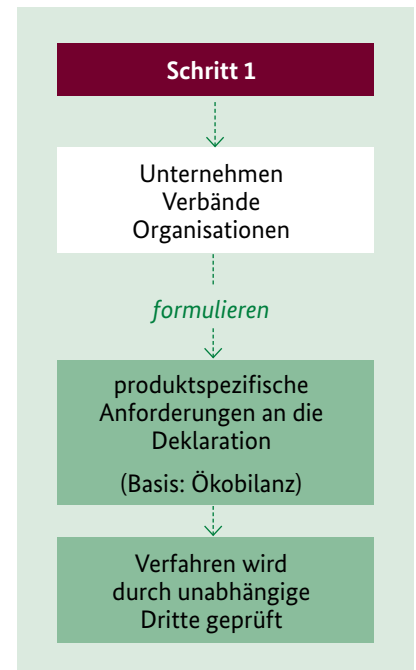 Schritt 1
Unternehmen
Verbände
Organisationen
formulieren
produktspezifische
Anforderungen an die
Deklaration
(Basis: Ökobilanz)
Verfahren wird
durch unabhängige
Dritte geprüft